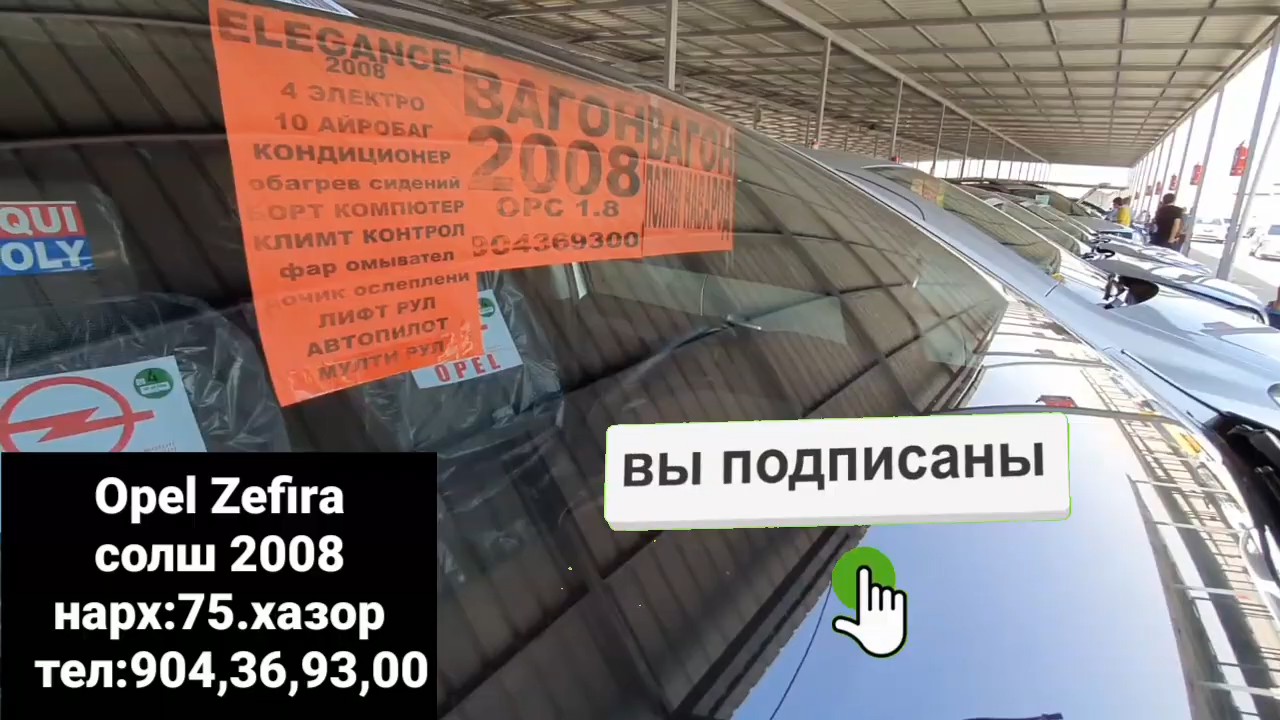 ELEGANCE
2008
4 ЭЛЕКТРО
10 АЙРОБАГ
КОНДИЦИОНЕР
обагрев сидений
БОРТ КОМПЮТЕР
КЛИМТ КОНТРОЛ
фар омывател
дочик ослеплени
ЛИФТ РУЛ
АВТОПИЛОТ
МУЛТИ РУЛ
ВАГОН
2008
OPC 1.8
904369300
ВАГОН
QUI
OLY
OPEL
вы подписаны
Opel Zefira
солш 2008
нарх:75.хазор
тел:904,36,93,00